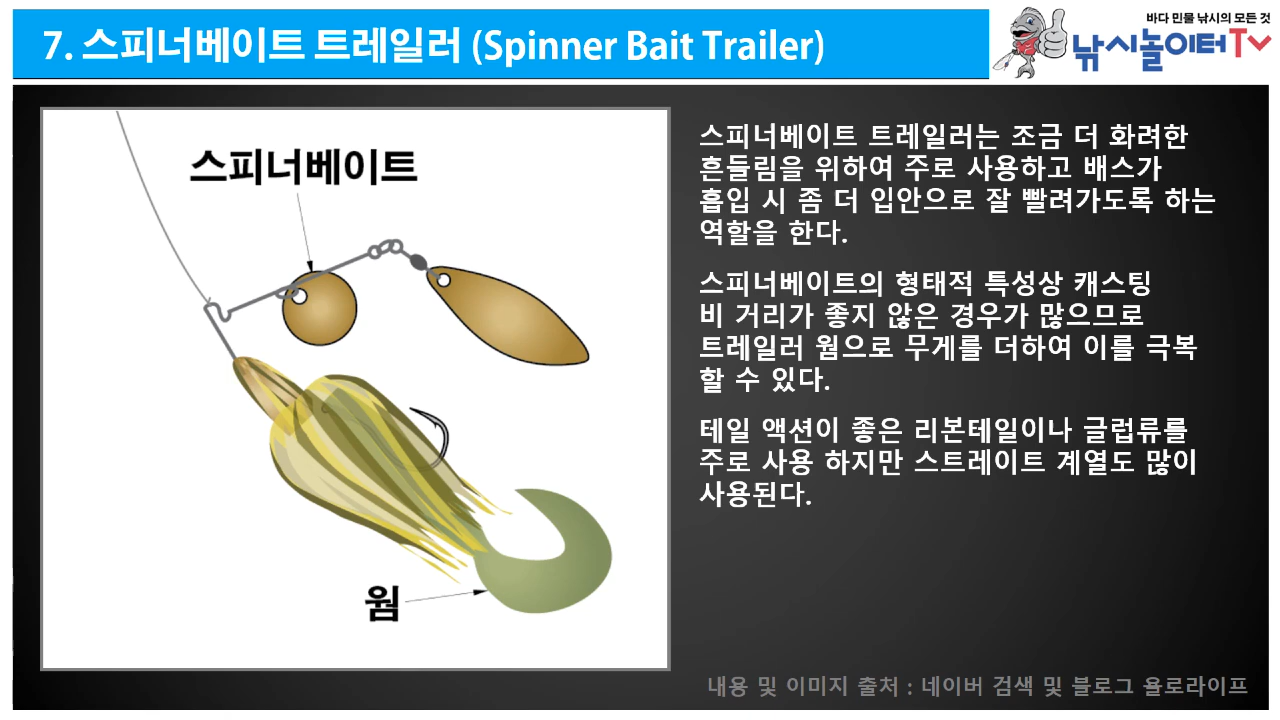 7. 스피너베이트 트레일러 (Spinner Bait Trailer)
바다 민물 낚시의 모든 것
낚시놀이터TV
스피너베이트
웜
스피너베이트 트레일러는 조금 더 화려한
흔들림을 위하여 주로 사용하고 배스가
흡입 시 좀 더 입안으로 잘 빨려가도록 하는
역할을 한다.
스피너베이트의 형태적 특성상 캐스팅
비 거리가 좋지 않은 경우가 많으므로
트레일러 웜으로 무게를 더하여 이를 극복
할 수 있다.
테일 액션이 좋은 리본테일이나 글럽류를
주로 사용 하지만 스트레이트 계열도 많이
사용된다.
내용 및 이미지 출처 : 네이버 검색 및 블로그 욜로라이프